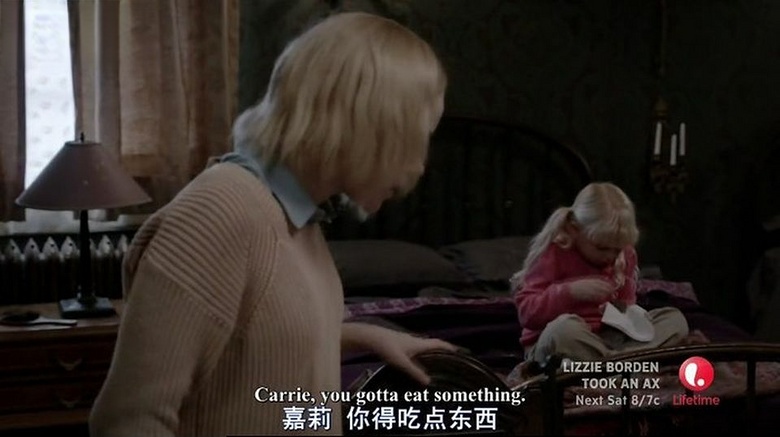 LIZZIE BORDEN
TOOK AN AX
Next Sat 8/7c
Lifetime
Carrie, you gotta eat something.
嘉莉 你得吃点东西